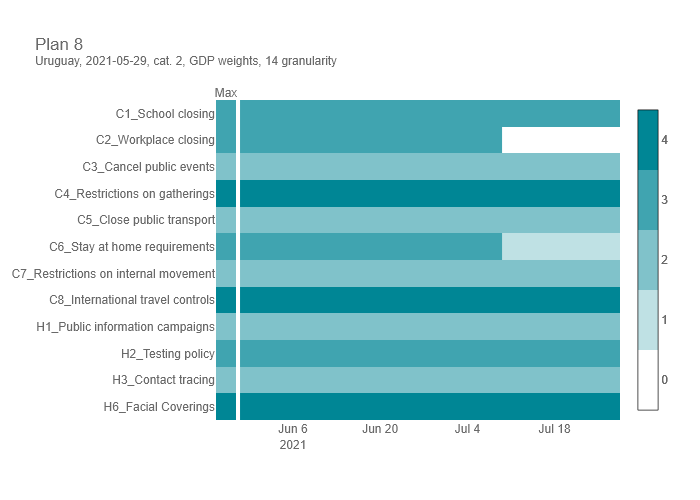 Plan 8
Uruguay, 2021-05-29, cat. 2, GDP weights, 14 granularity
Max
C1_School closing
C2_Workplace closing
C3_Cancel public events
C4_Restrictions on gatherings
C5_Close public transport
C6_Stay at home requirements
C7_Restrictions on internal movement
C8_International travel controls
H1_Public information campaigns
H2_Testing policy
H3_Contact tracing
H6_Facial Coverings
Jun 6 Jun 20 Jul 4 Jul 18
2021
4
3
2
1
0